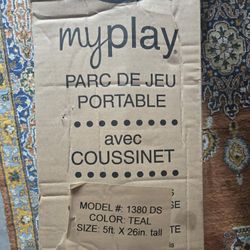 myplay
PARC DE JEU
PORTABLE
avec
COUSSINET
MODEL #: 1380 DS
COLOR: TEAL
SIZE: 5ft. X 26in. tall